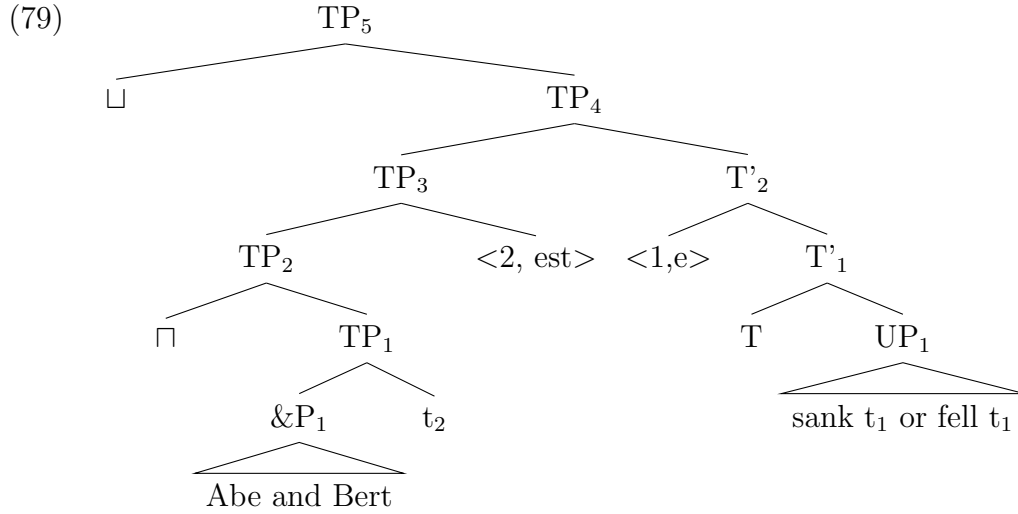 (79) TP₅
⊔ TP₄
TP₃ T’₂
TP₂ <2, est> <1,e> T’₁
⊓ TP₁ T UP₁
&P₁ t₂ sank t₁ or fell t₁
Abe and Bert